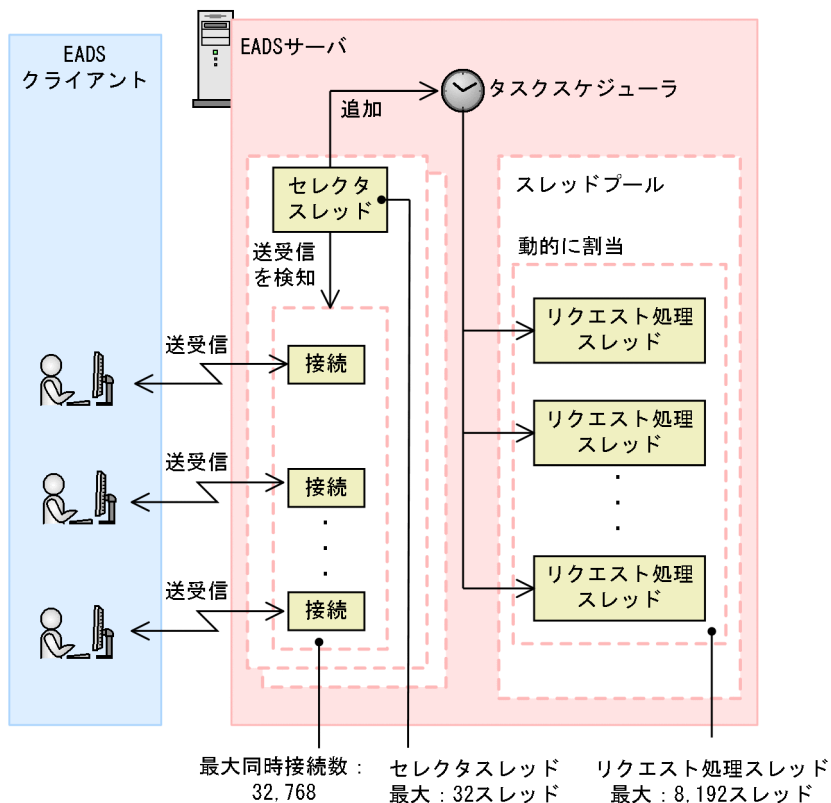 EADS
クライアント
EADSサーバ
タスクスケジューラ
追加
セレクタ
スレッド
送受信
を検知
スレッドプール
動的に割当
リクエスト処理
スレッド
送受信
接続
リクエスト処理
スレッド
送受信
接続
リクエスト処理
スレッド
送受信
接続
最大同時接続数：
32,768
セレクタスレッド
最大：32スレッド
リクエスト処理スレッド
最大：8,192スレッド